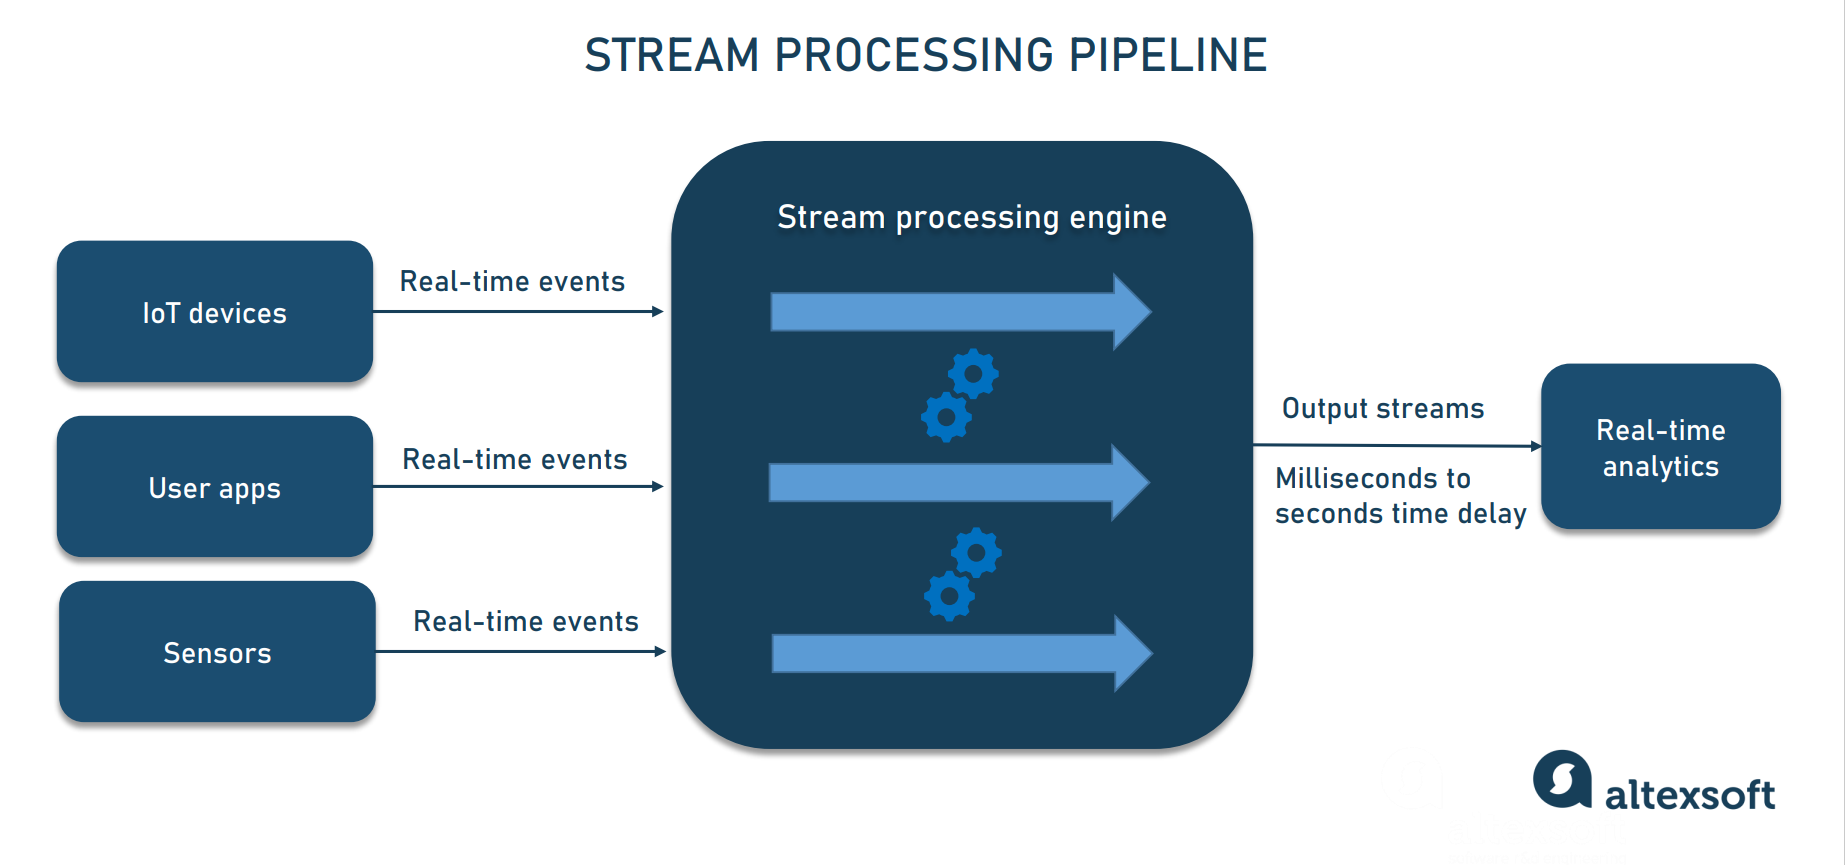 STREAM PROCESSING PIPELINE
Stream processing engine
IoT devices
Real-time events
User apps
Real-time events
Sensors
Real-time events
Output streams
Milliseconds to
seconds time delay
Real-time
analytics
altexsoft